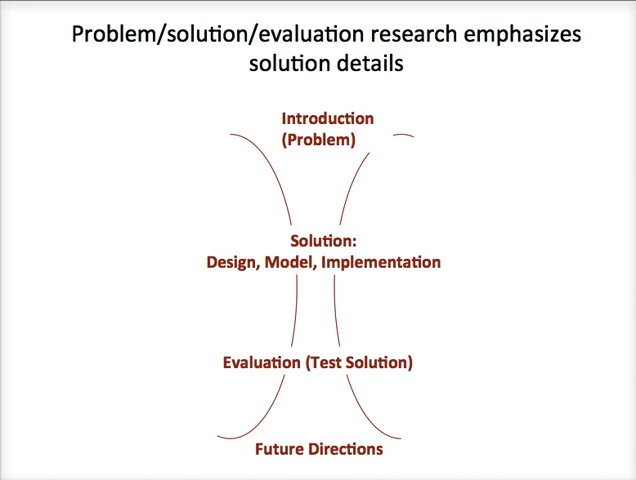 Problem/solution/evaluation research emphasizes
solution details
Introduction
(Problem)
Solution:
Design, Model, Implementation
Evaluation (Test Solution)
Future Directions